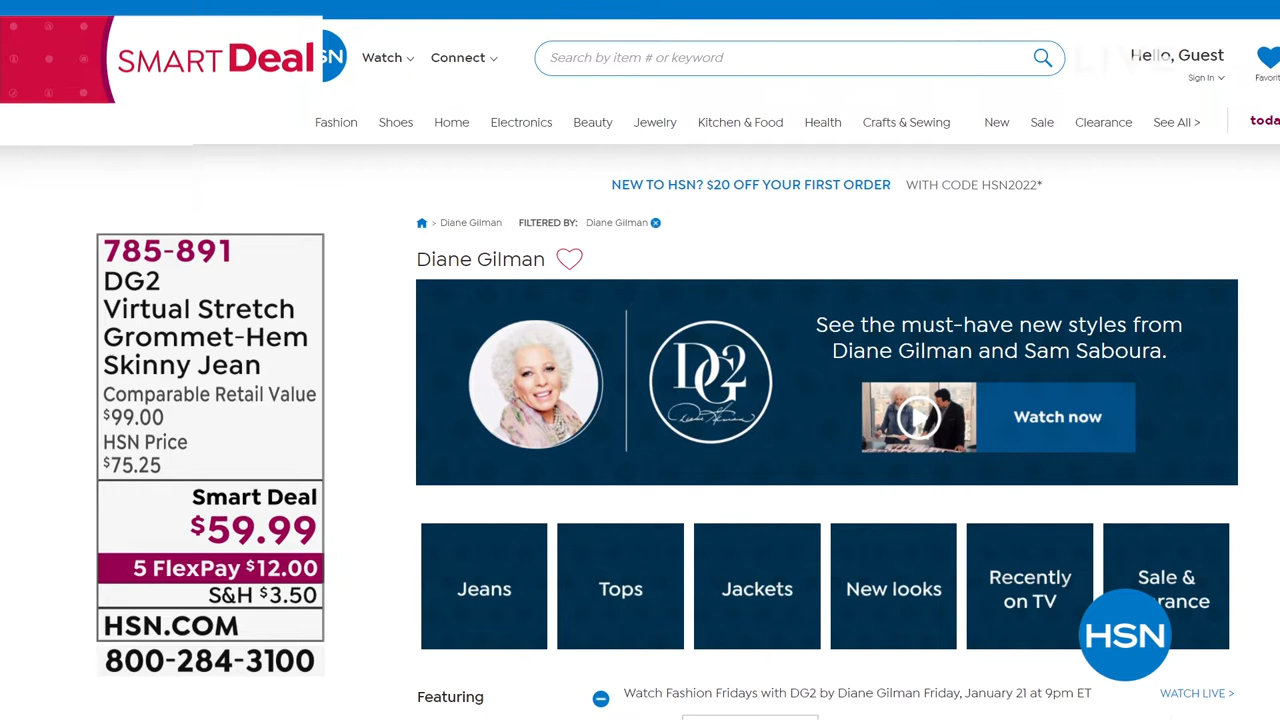 SMART Deal
SN
Watch
Connect
Search by item # or keyword
Hello, Guest
Sign In
Favorit
Fashion
Shoes
Home
Electronics
Beauty
Jewelry
Kitchen & Food
Health
Crafts & Sewing
New
Sale
Clearance
See All >
toda
NEW TO HSN? $20 OFF YOUR FIRST ORDER WITH CODE HSN2022*
> Diane Gilman FILTERED BY: Diane Gilman
Diane Gilman
DG2
Diane Gilman
See the must-have new styles from
Diane Gilman and Sam Saboura.
Watch now
785-891
DG2
Virtual Stretch
Grommet-Hem
Skinny Jean
Comparable Retail Value
$99.00
HSN Price
$75.25
Smart Deal
$59.99
5 FlexPay $12.00
S&H $3.50
HSN.COM
800-284-3100
Jeans
Tops
Jackets
New looks
Recently
on TV
Sale &
rance
HSN
Featuring
Watch Fashion Fridays with DG2 by Diane Gilman Friday, January 21 at 9pm ET
WATCH LIVE >